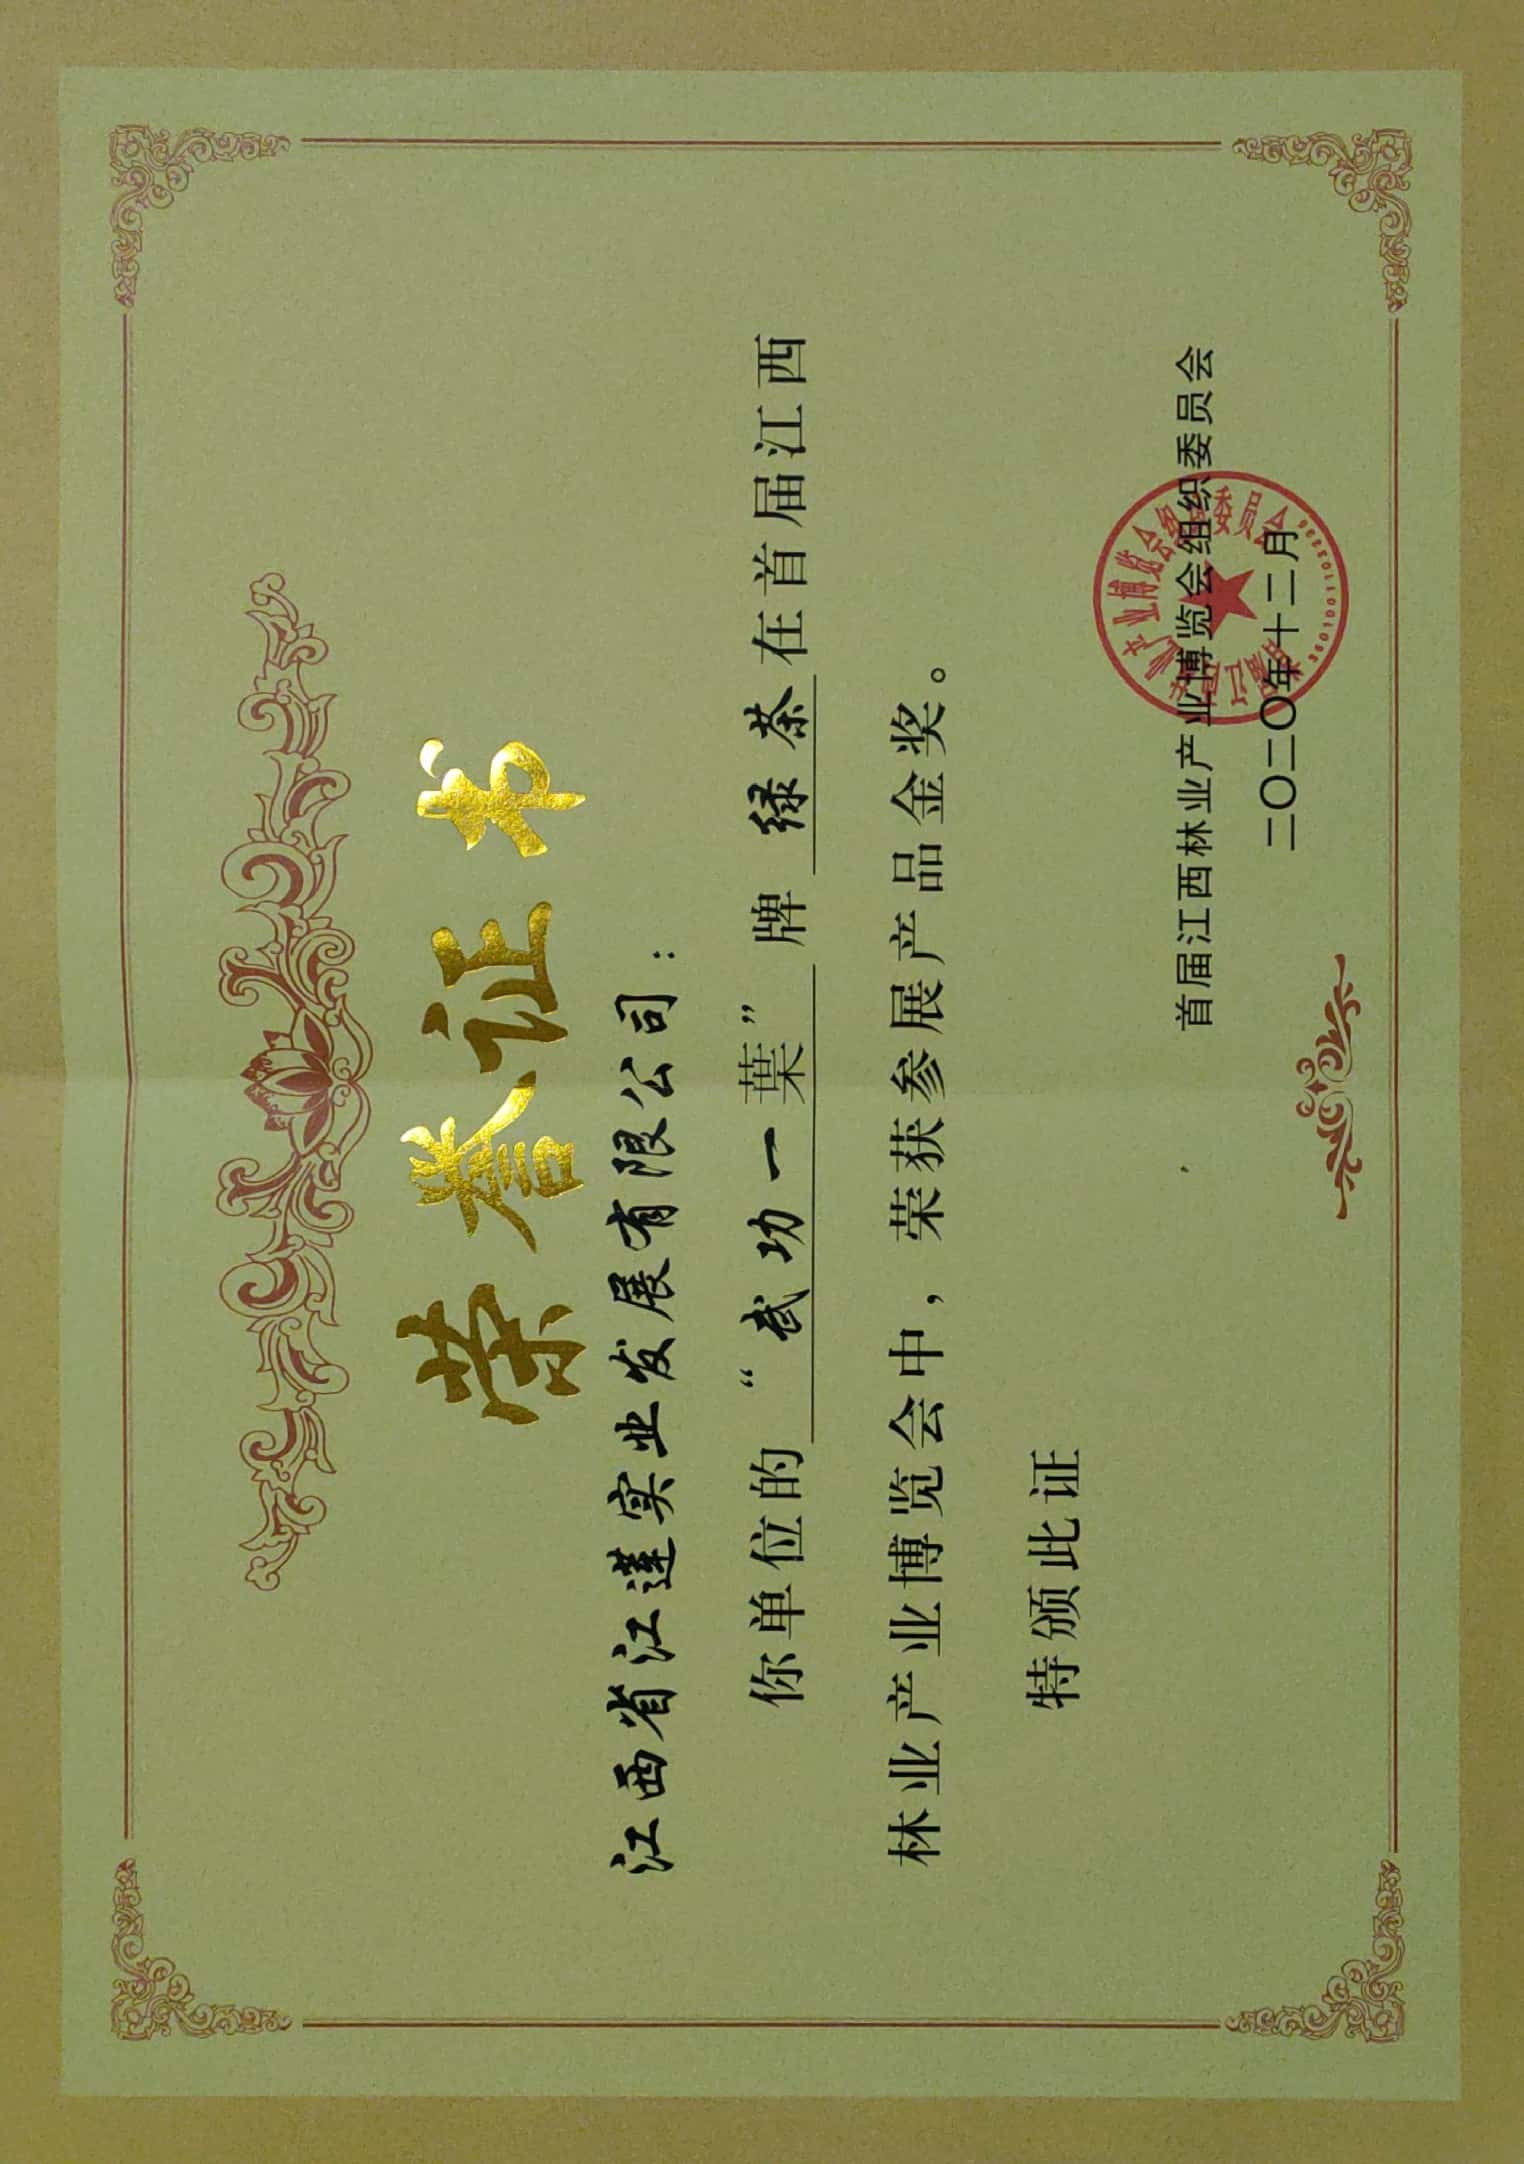 荣誉证书
江西省江莲实业发展有限公司：
你单位的“武功一葉”牌绿茶在首届江西
林业产业博览会中，荣获参展产品金奖。
特颁此证
首届江西林业产业博览会组织委员会
二〇二〇年十二月